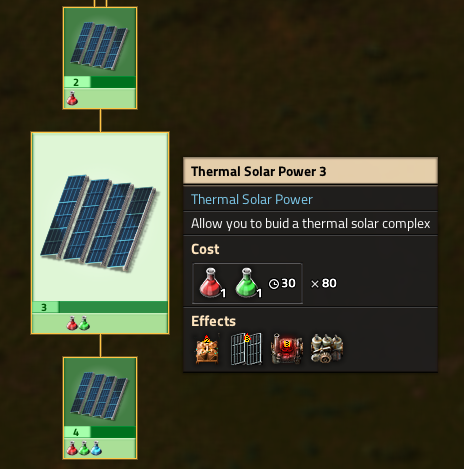 2
Thermal Solar Power 3
Thermal Solar Power
Allow you to buid a thermal solar complex
Cost
1 1 30 × 80
3
Effects
4